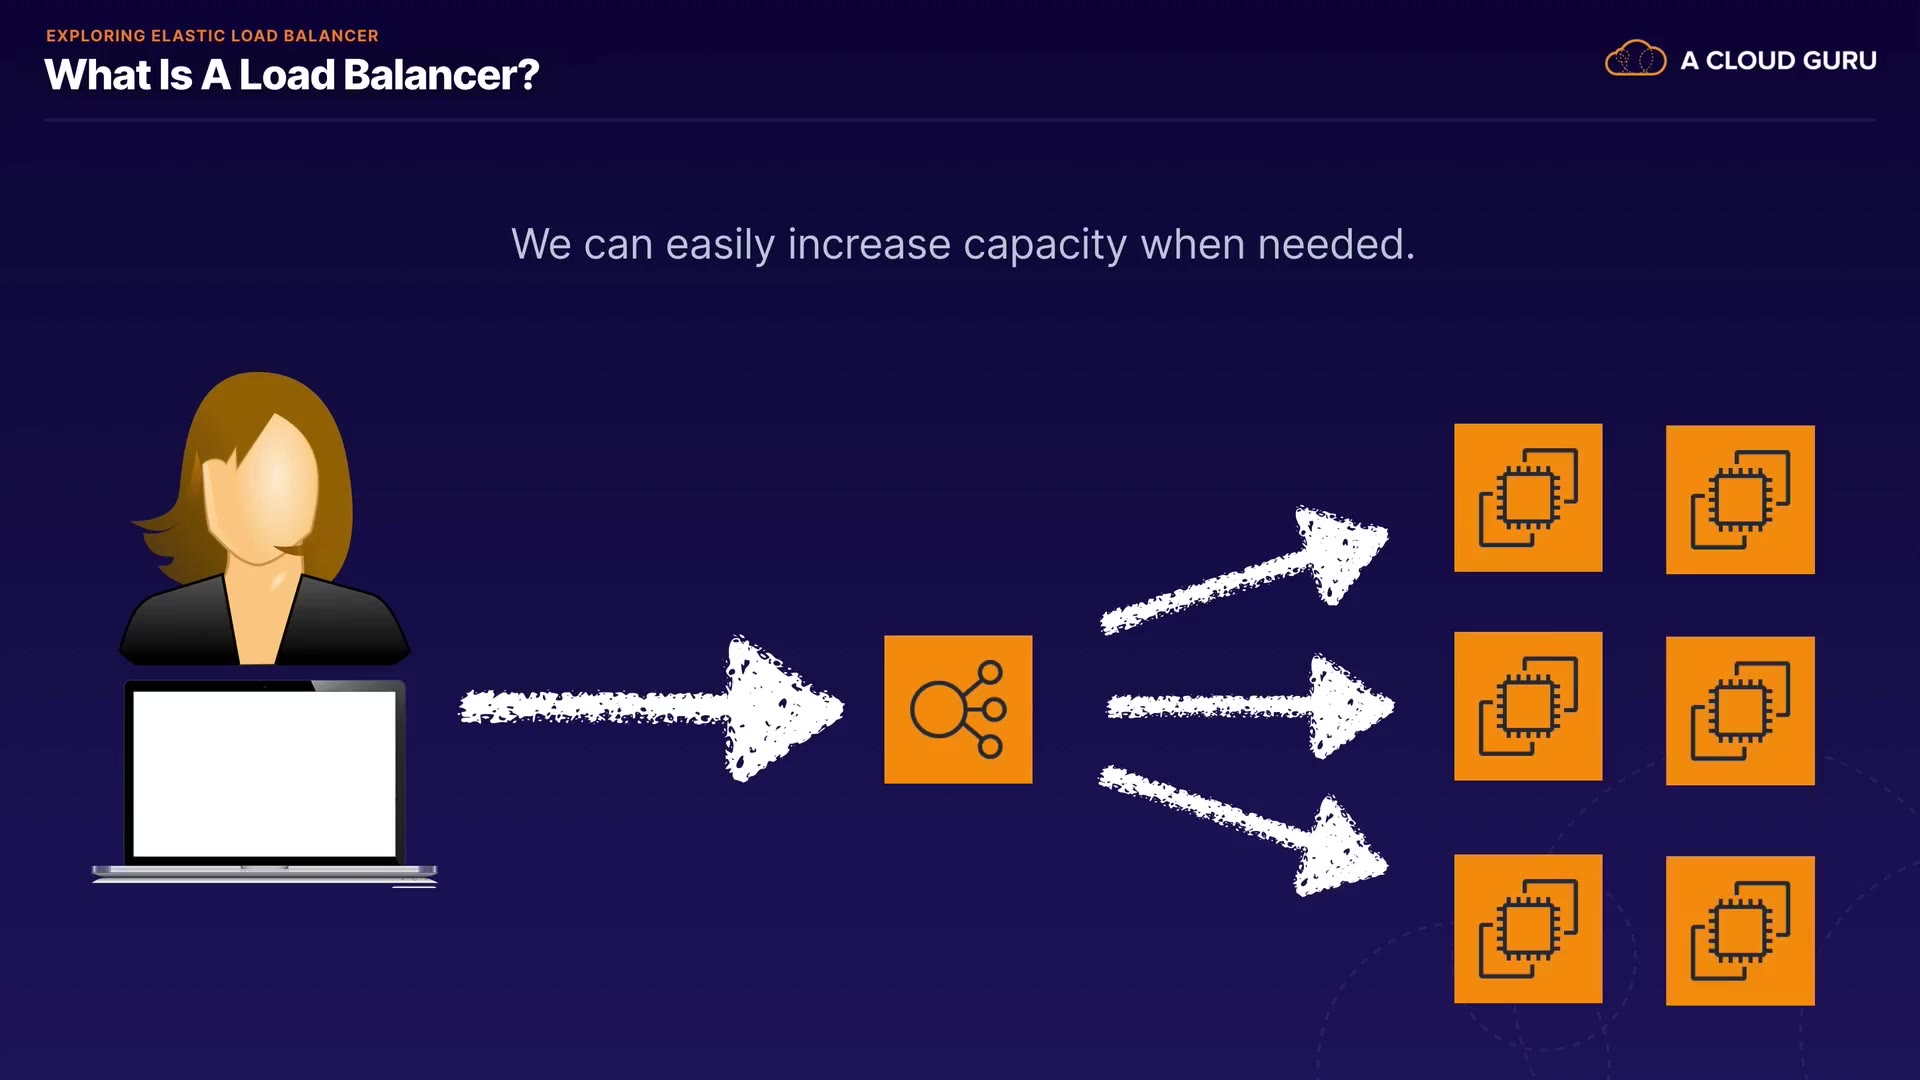 EXPLORING ELASTIC LOAD BALANCER
What Is A Load Balancer?
A CLOUD GURU
We can easily increase capacity when needed.